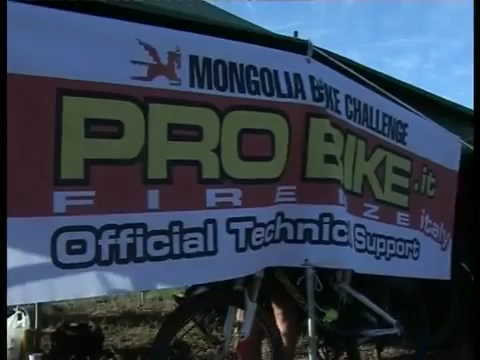 MONGOLIA BIKE CHALLENGE
PRO BIKE.it
FIRENZE italy
Official Technic Support